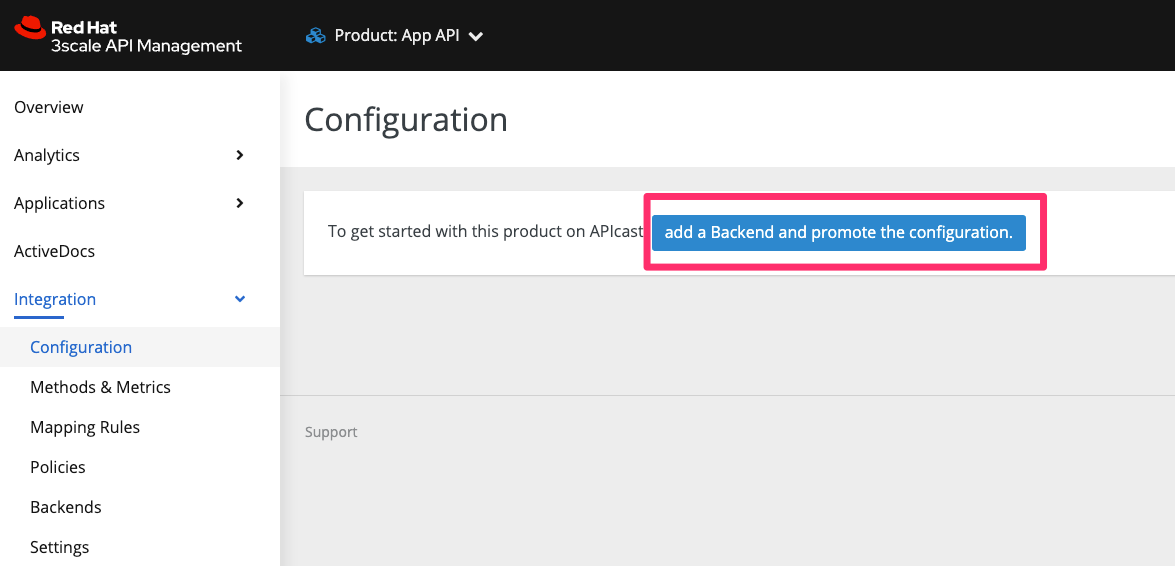 Red Hat
3scale API Management
Product: App API
Overview
Analytics
Applications
ActiveDocs
Integration
Configuration
Methods & Metrics
Mapping Rules
Policies
Backends
Settings
Configuration
To get started with this product on APIcast add a Backend and promote the configuration.
Support